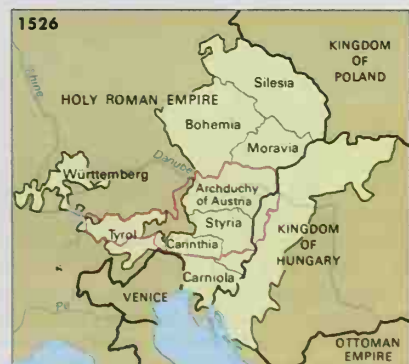 1526
KINGDOM
OF
POLAND
Silesia
HOLY ROMAN EMPIRE
Rhine
Bohemia
Moravia
Danube
Württemberg
Archduchy
of Austria
Styria
Tyrol
Carinthia
KINGDOM
OF
HUNGARY
Carniola
VENICE
Po
OTTOMAN
EMPIRE